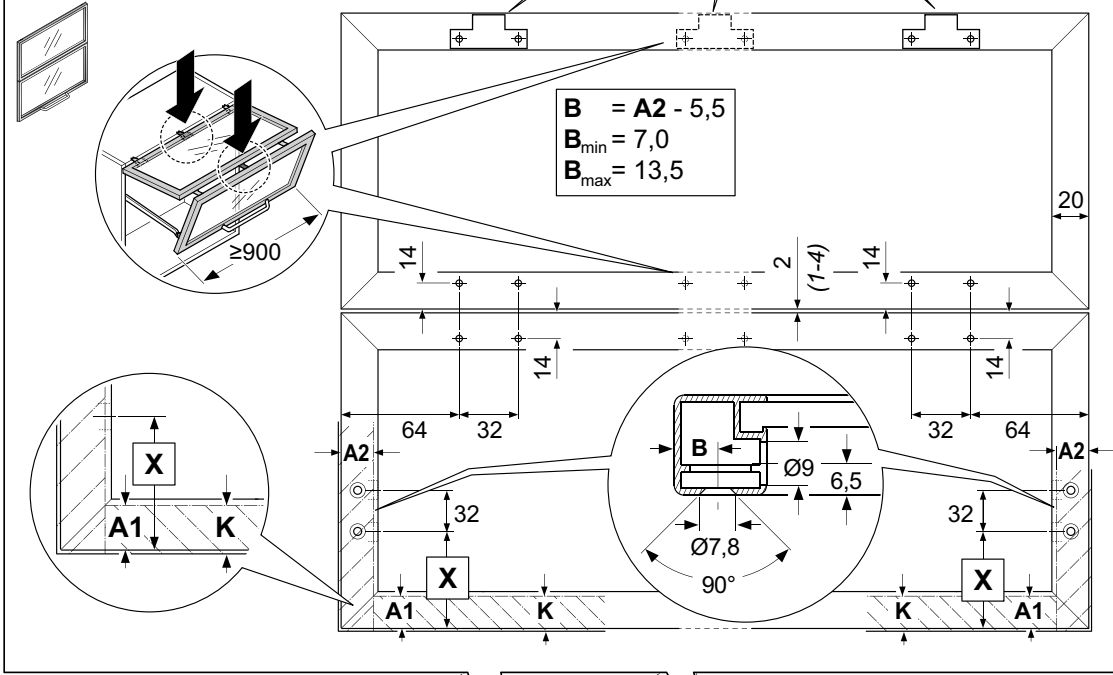 B = A2 - 5,5
Bmin = 7,0
Bmax = 13,5
20
≥900
14
2
(1-4)
14
14
14
64
32
32
64
A2
B
Ø9
6,5
A2
X
32
32
A1
K
Ø7,8
90°
X
X
A1
K
K
A1